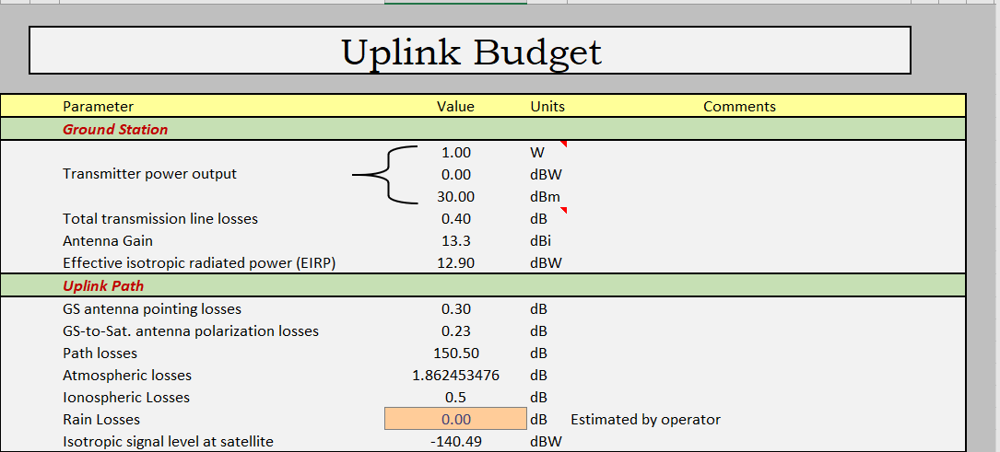 Uplink Budget
Parameter Value Units Comments
Ground Station
1.00 W
Transmitter power output 0.00 dBW
30.00 dBm
Total transmission line losses 0.40 dB
Antenna Gain 13.3 dBi
Effective isotropic radiated power (EIRP) 12.90 dBW
Uplink Path
GS antenna pointing losses 0.30 dB
GS-to-Sat. antenna polarization losses 0.23 dB
Path losses 150.50 dB
Atmospheric losses 1.862453476 dB
Ionospheric Losses 0.5 dB
Rain Losses 0.00 dB Estimated by operator
Isotropic signal level at satellite -140.49 dBW